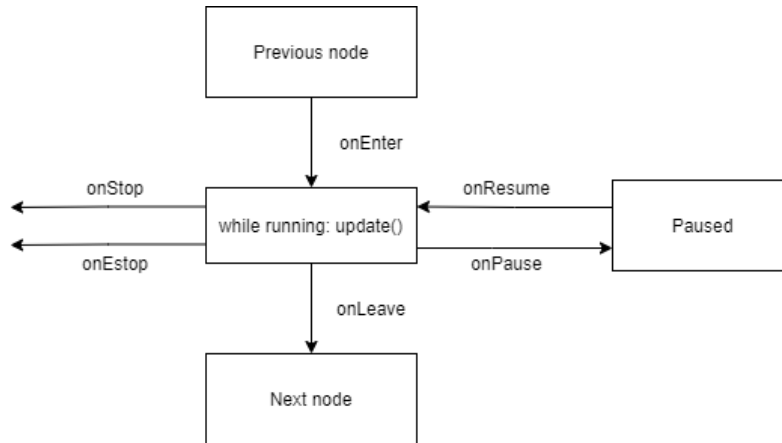 Previous node
onEnter
onStop
onResume
while running: update()
Paused
onEstop
onPause
onLeave
Next node